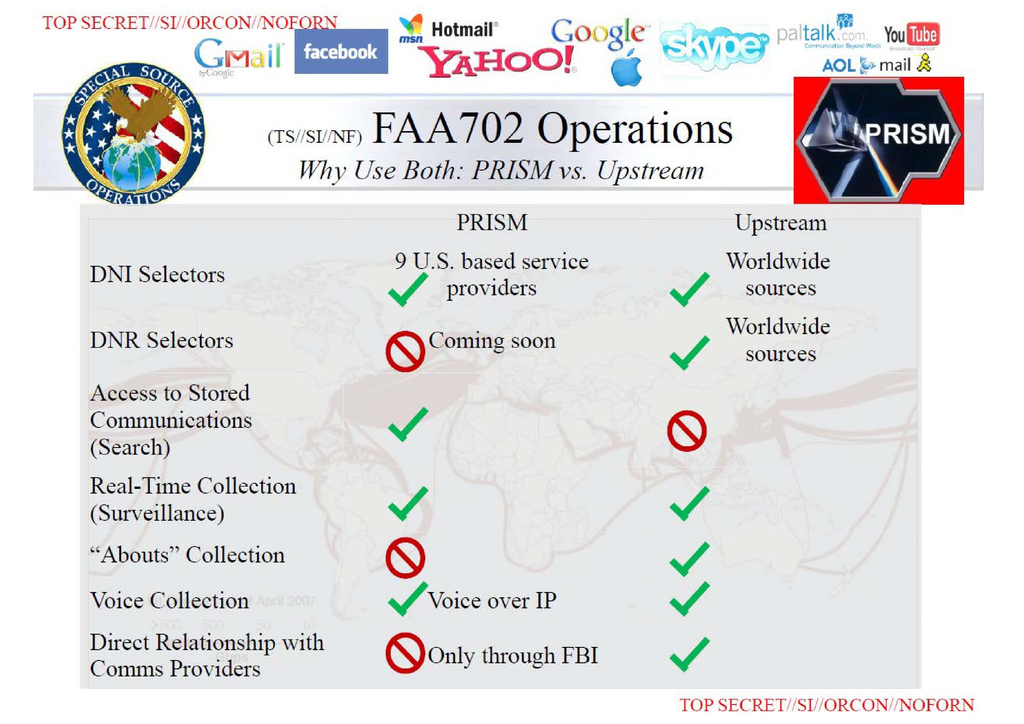 TOP SECRET//SI//ORCON//NOFORN
msn Hotmail
Google
paltalk.com
Communication Beyond Words
YouTube
Broadcast Yourself
Gmail
by Google
facebook
YAHOO!
skype
AOL mail
SPECIAL SOURCE OPERATIONS
(TS//SI//NF) FAA702 Operations
Why Use Both: PRISM vs. Upstream
PRISM
PRISM Upstream
DNI Selectors 9 U.S. based service providers Worldwide sources
DNR Selectors Coming soon Worldwide sources
Access to Stored
Communications
(Search)
Real-Time Collection
(Surveillance)
“Abouts” Collection
Voice Collection Voice over IP
April 2007
Direct Relationship with
Comms Providers Only through FBI
TOP SECRET//SI//ORCON//NOFORN